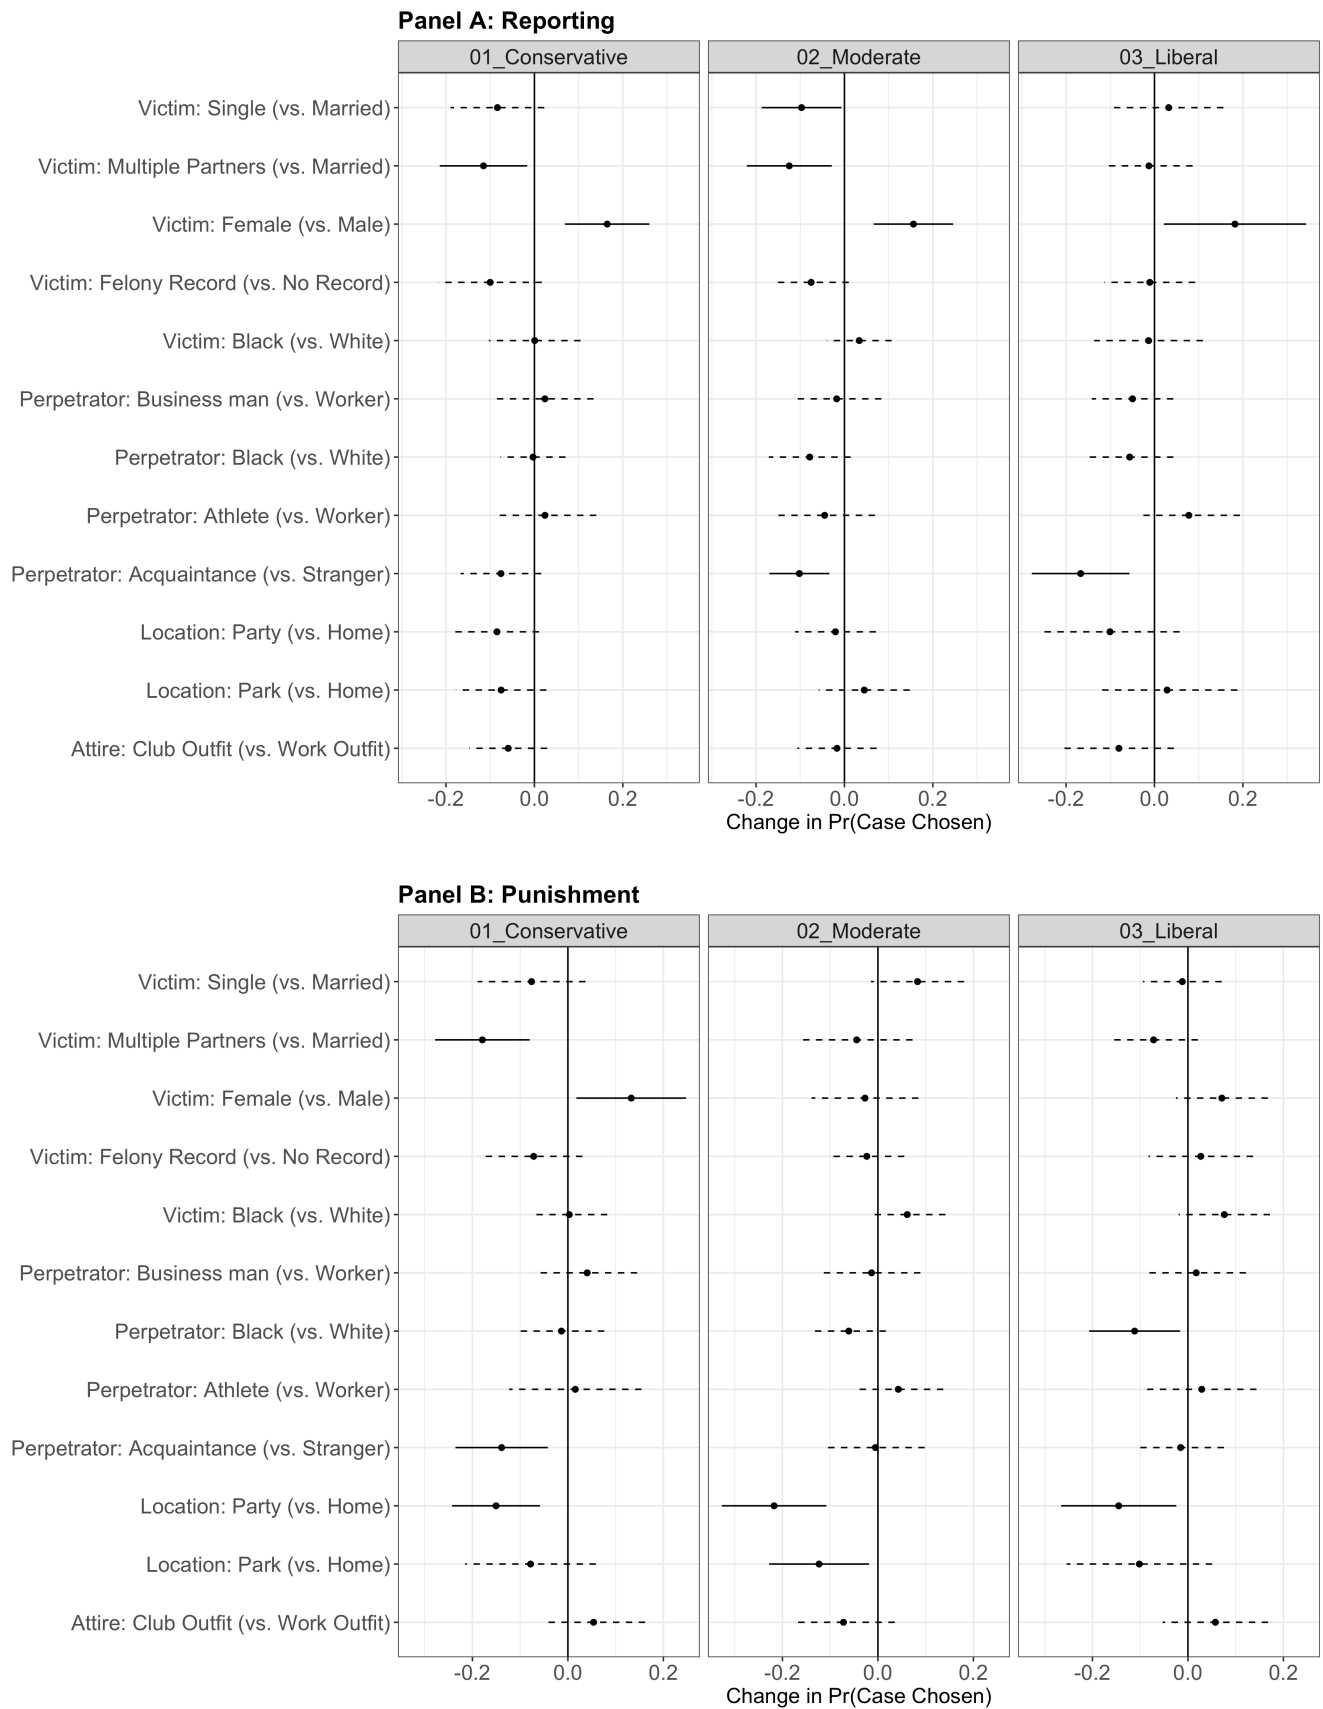 Panel A: Reporting
01_Conservative
02_Moderate
03_Liberal
Victim: Single (vs. Married)
Victim: Multiple Partners (vs. Married)
Victim: Female (vs. Male)
Victim: Felony Record (vs. No Record)
Victim: Black (vs. White)
Perpetrator: Business man (vs. Worker)
Perpetrator: Black (vs. White)
Perpetrator: Athlete (vs. Worker)
Perpetrator: Acquaintance (vs. Stranger)
Location: Party (vs. Home)
Location: Park (vs. Home)
Attire: Club Outfit (vs. Work Outfit)
-0.2 0.0 0.2
-0.2 0.0 0.2
-0.2 0.0 0.2
Change in Pr(Case Chosen)
Panel B: Punishment
01_Conservative
02_Moderate
03_Liberal
Victim: Single (vs. Married)
Victim: Multiple Partners (vs. Married)
Victim: Female (vs. Male)
Victim: Felony Record (vs. No Record)
Victim: Black (vs. White)
Perpetrator: Business man (vs. Worker)
Perpetrator: Black (vs. White)
Perpetrator: Athlete (vs. Worker)
Perpetrator: Acquaintance (vs. Stranger)
Location: Party (vs. Home)
Location: Park (vs. Home)
Attire: Club Outfit (vs. Work Outfit)
-0.2 0.0 0.2
-0.2 0.0 0.2
-0.2 0.0 0.2
Change in Pr(Case Chosen)